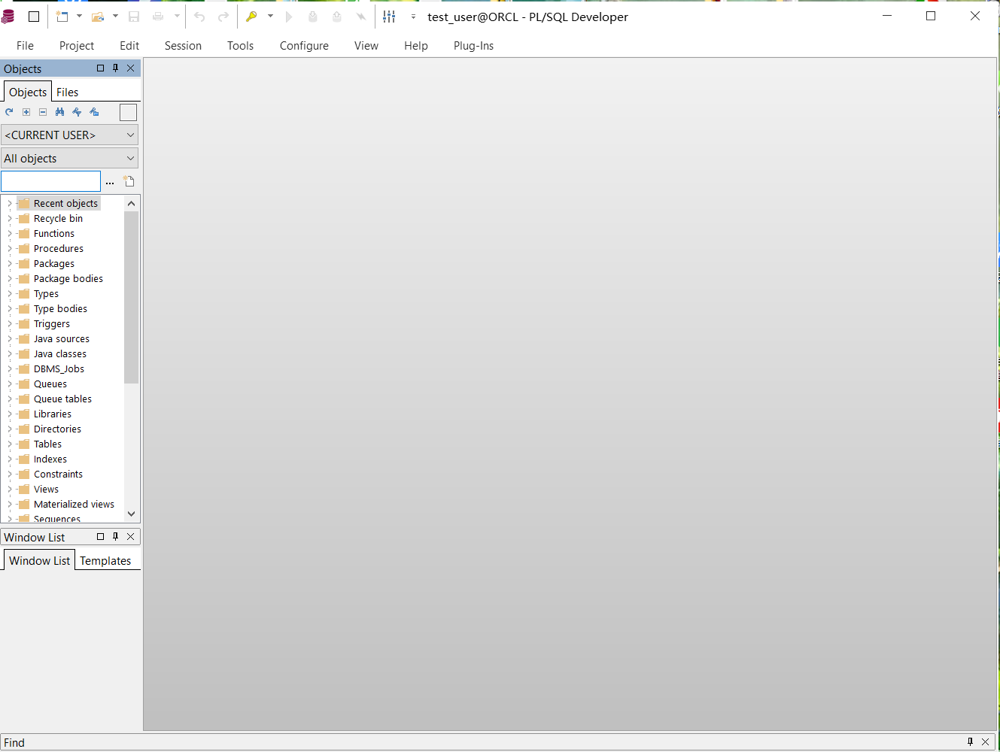 test_user@ORCL - PL/SQL Developer
File Project Edit Session Tools Configure View Help Plug-Ins
Objects
Objects Files
<CURRENT USER>
All objects
...
Recent objects
Recycle bin
Functions
Procedures
Packages
Package bodies
Types
Type bodies
Triggers
Java sources
Java classes
DBMS_Jobs
Queues
Queue tables
Libraries
Directories
Tables
Indexes
Constraints
Views
Materialized views
Sequences
Window List
Window List Templates
Find